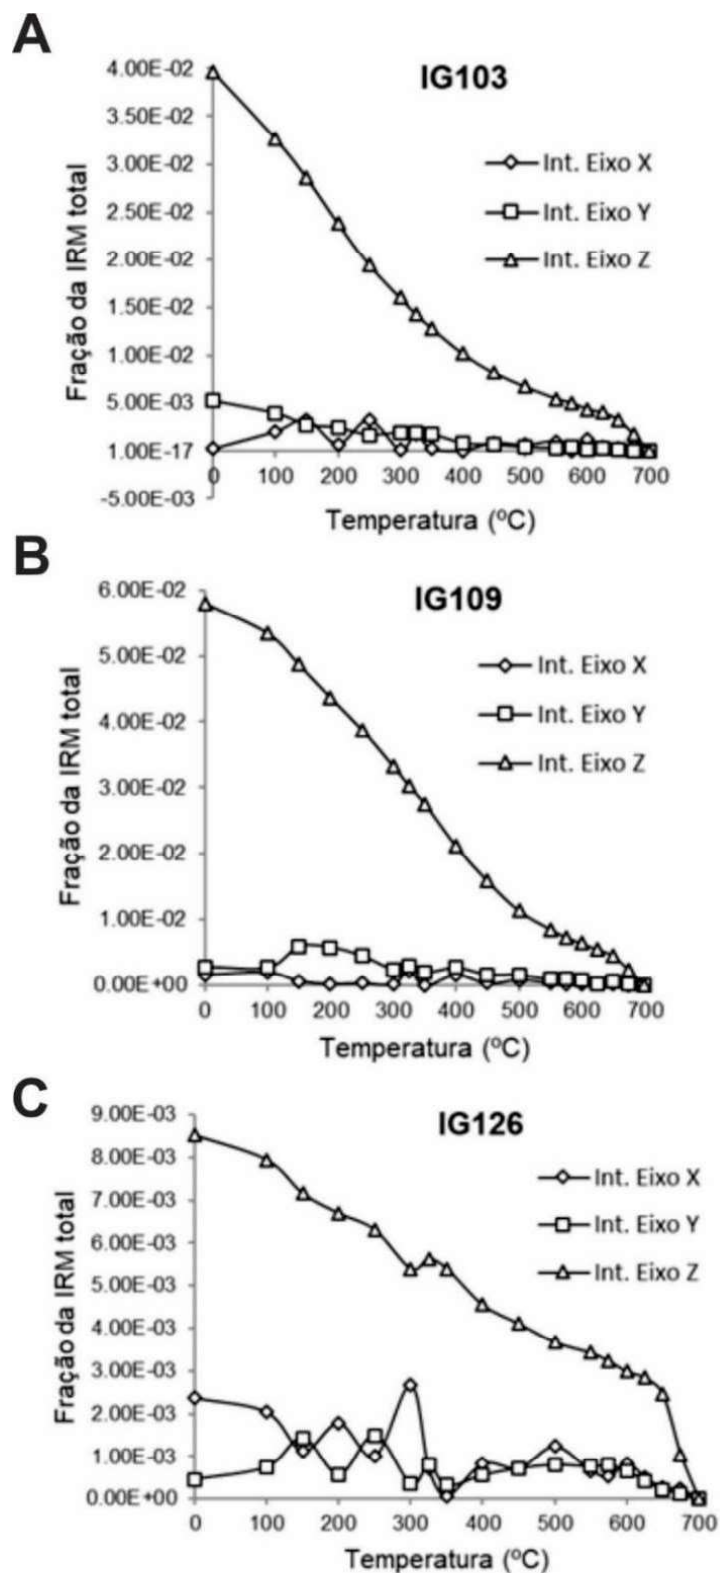 A
IG103
4.00E-02
3.50E-02
3.00E-02
2.50E-02
2.00E-02
1.50E-02
1.00E-02
5.00E-03
1.00E-17
-5.00E-03
Fração da IRM total
Int. Eixo X
Int. Eixo Y
Int. Eixo Z
0 100 200 300 400 500 600 700
Temperatura (ºC)
B
IG109
6.00E-02
5.00E-02
4.00E-02
3.00E-02
2.00E-02
1.00E-02
0.00E+00
Fração da IRM total
Int. Eixo X
Int. Eixo Y
Int. Eixo Z
0 100 200 300 400 500 600 700
Temperatura (ºC)
C
IG126
9.00E-03
8.00E-03
7.00E-03
6.00E-03
5.00E-03
4.00E-03
3.00E-03
2.00E-03
1.00E-03
0.00E+00
Fração da IRM total
Int. Eixo X
Int. Eixo Y
Int. Eixo Z
0 100 200 300 400 500 600 700
Temperatura (ºC)